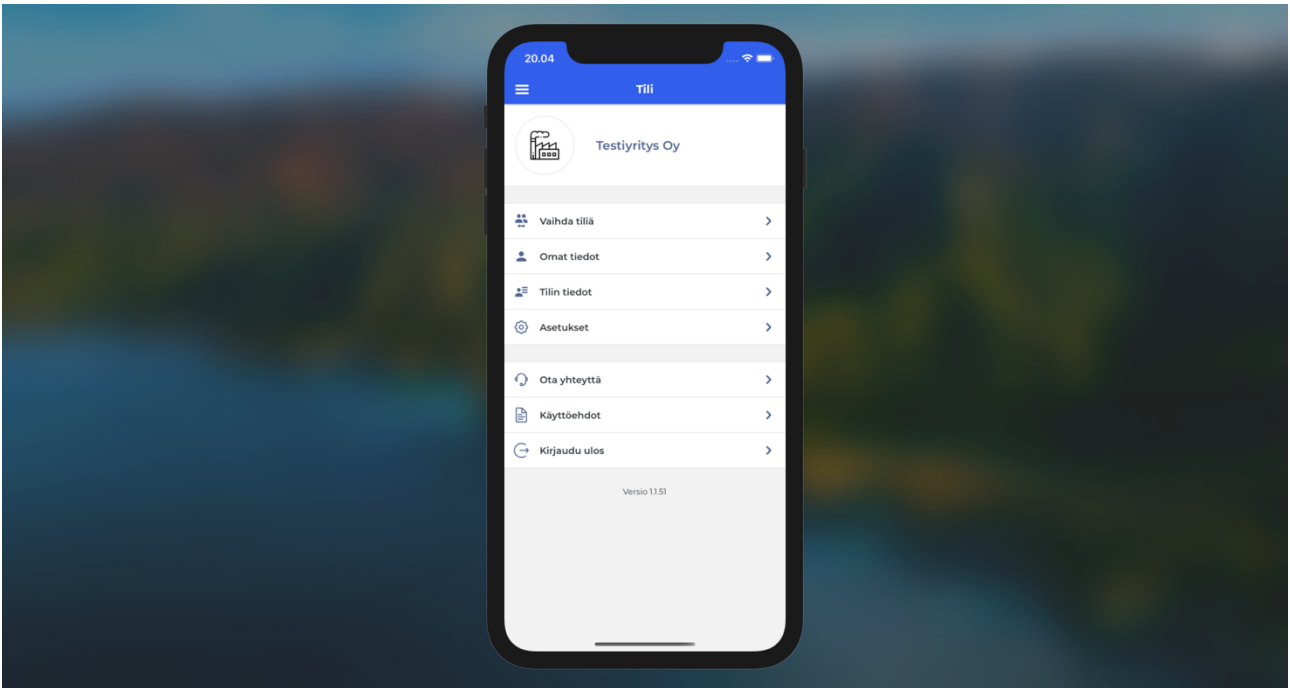 20.04
Tili
Testiyritys Oy
Vaihda tiliä
Omat tiedot
Tilin tiedot
Asetukset
Ota yhteyttä
Käyttöehdot
Kirjaudu ulos
Versio 1.1.51